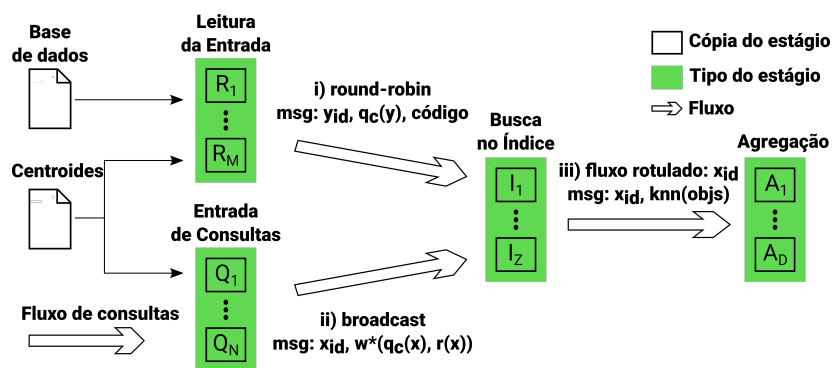 Base
de dados
Leitura
da Entrada
R1
RM
i) round-robin
msg: yid, qc(y), código
Centroides
Entrada
de Consultas
Q1
QN
Fluxo de consultas
ii) broadcast
msg: xid, w*(qc(x), r(x))
Busca
no Índice
I1
IZ
iii) fluxo rotulado: xid
msg: xid, knn(objs)
Agregação
A1
AD
Cópia do estágio
Tipo do estágio
Fluxo